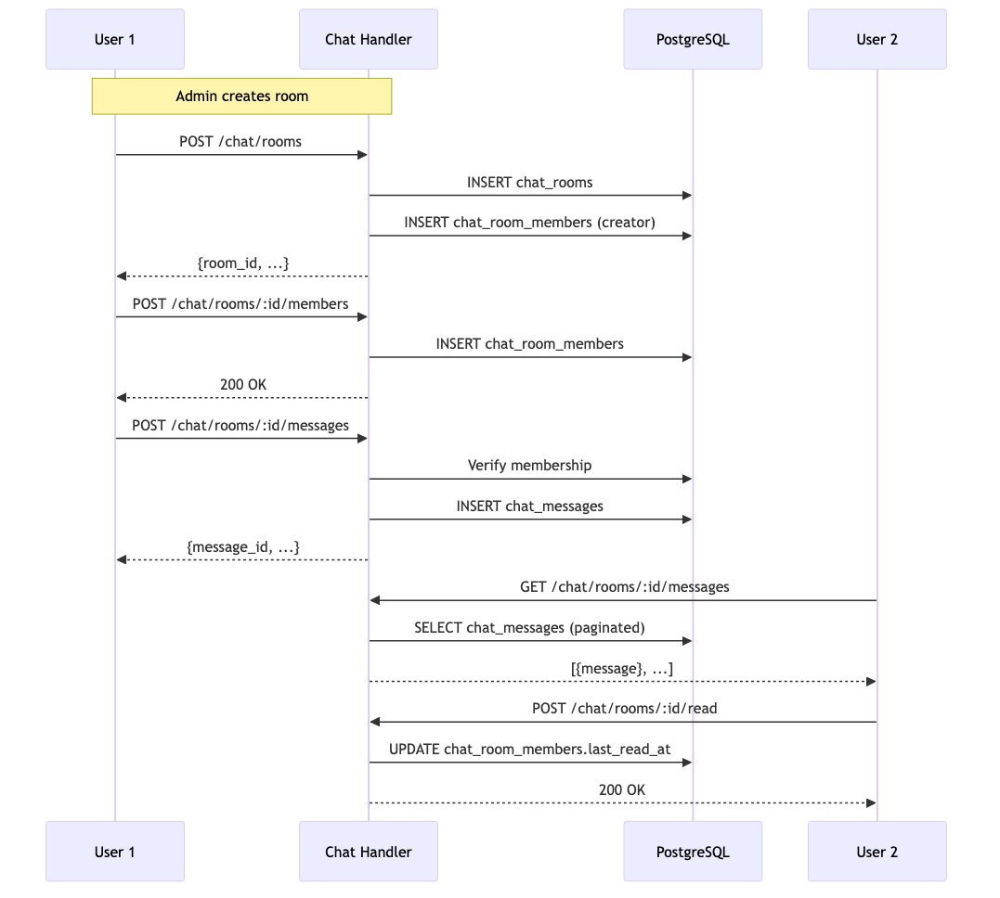 User 1
Chat Handler
PostgreSQL
User 2
Admin creates room
POST /chat/rooms
INSERT chat_rooms
INSERT chat_room_members (creator)
{room_id, ...}
POST /chat/rooms/:id/members
INSERT chat_room_members
200 OK
POST /chat/rooms/:id/messages
Verify membership
INSERT chat_messages
{message_id, ...}
GET /chat/rooms/:id/messages
SELECT chat_messages (paginated)
[{message}, ...]
POST /chat/rooms/:id/read
UPDATE chat_room_members.last_read_at
200 OK
User 1
Chat Handler
PostgreSQL
User 2